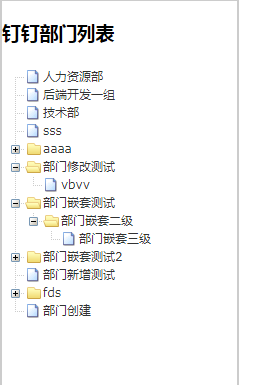 钉钉部门列表
人力资源部
后端开发一组
技术部
sss
aaaa
部门修改测试
vbvv
部门嵌套测试
部门嵌套二级
部门嵌套三级
部门嵌套测试2
部门新增测试
fds
部门创建